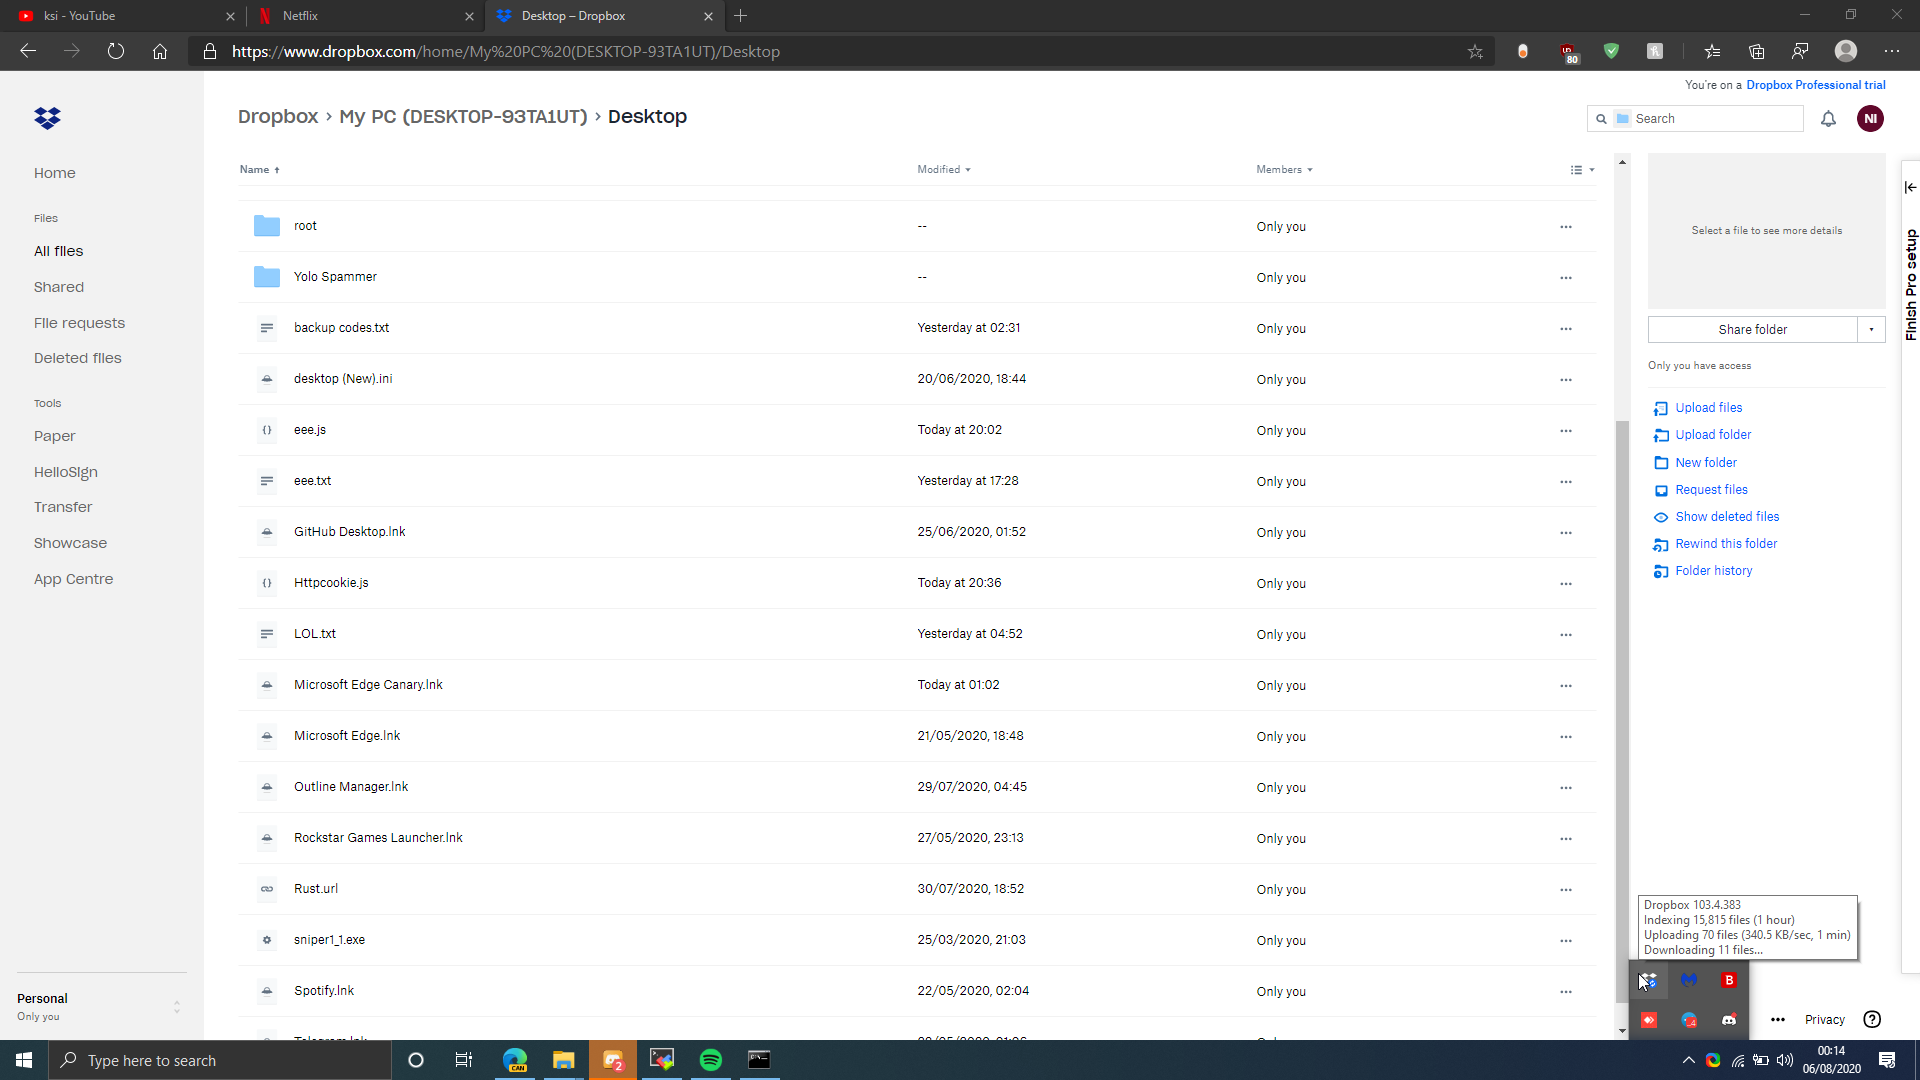 ksi - YouTube
Netflix
Desktop – Dropbox
https://www.dropbox.com/home/My%20PC%20(DESKTOP-93TA1UT)/Desktop
80
You're on a Dropbox Professional trial
Dropbox › My PC (DESKTOP-93TA1UT) › Desktop
Search
NI
Home
Files
All files
Shared
File requests
Deleted files
Tools
Paper
HelloSign
Transfer
Showcase
App Centre
Personal
Only you
Name
Modified
Members
root
--
Only you
Yolo Spammer
--
Only you
backup codes.txt
Yesterday at 02:31
Only you
desktop (New).ini
20/06/2020, 18:44
Only you
eee.js
Today at 20:02
Only you
eee.txt
Yesterday at 17:28
Only you
GitHub Desktop.lnk
25/06/2020, 01:52
Only you
Httpcookie.js
Today at 20:36
Only you
LOL.txt
Yesterday at 04:52
Only you
Microsoft Edge Canary.lnk
Today at 01:02
Only you
Microsoft Edge.lnk
21/05/2020, 18:48
Only you
Outline Manager.lnk
29/07/2020, 04:45
Only you
Rockstar Games Launcher.lnk
27/05/2020, 23:13
Only you
Rust.url
30/07/2020, 18:52
Only you
sniper1_1.exe
25/03/2020, 21:03
Only you
Spotify.lnk
22/05/2020, 02:04
Only you
Select a file to see more details
Share folder
Only you have access
Upload files
Upload folder
New folder
Request files
Show deleted files
Rewind this folder
Folder history
Finish Pro setup
Dropbox 103.4.383
Indexing 15,815 files (1 hour)
Uploading 70 files (340.5 KB/sec, 1 min)
Downloading 11 files...
B
4
Privacy
Type here to search
CAN
2
00:14
06/08/2020